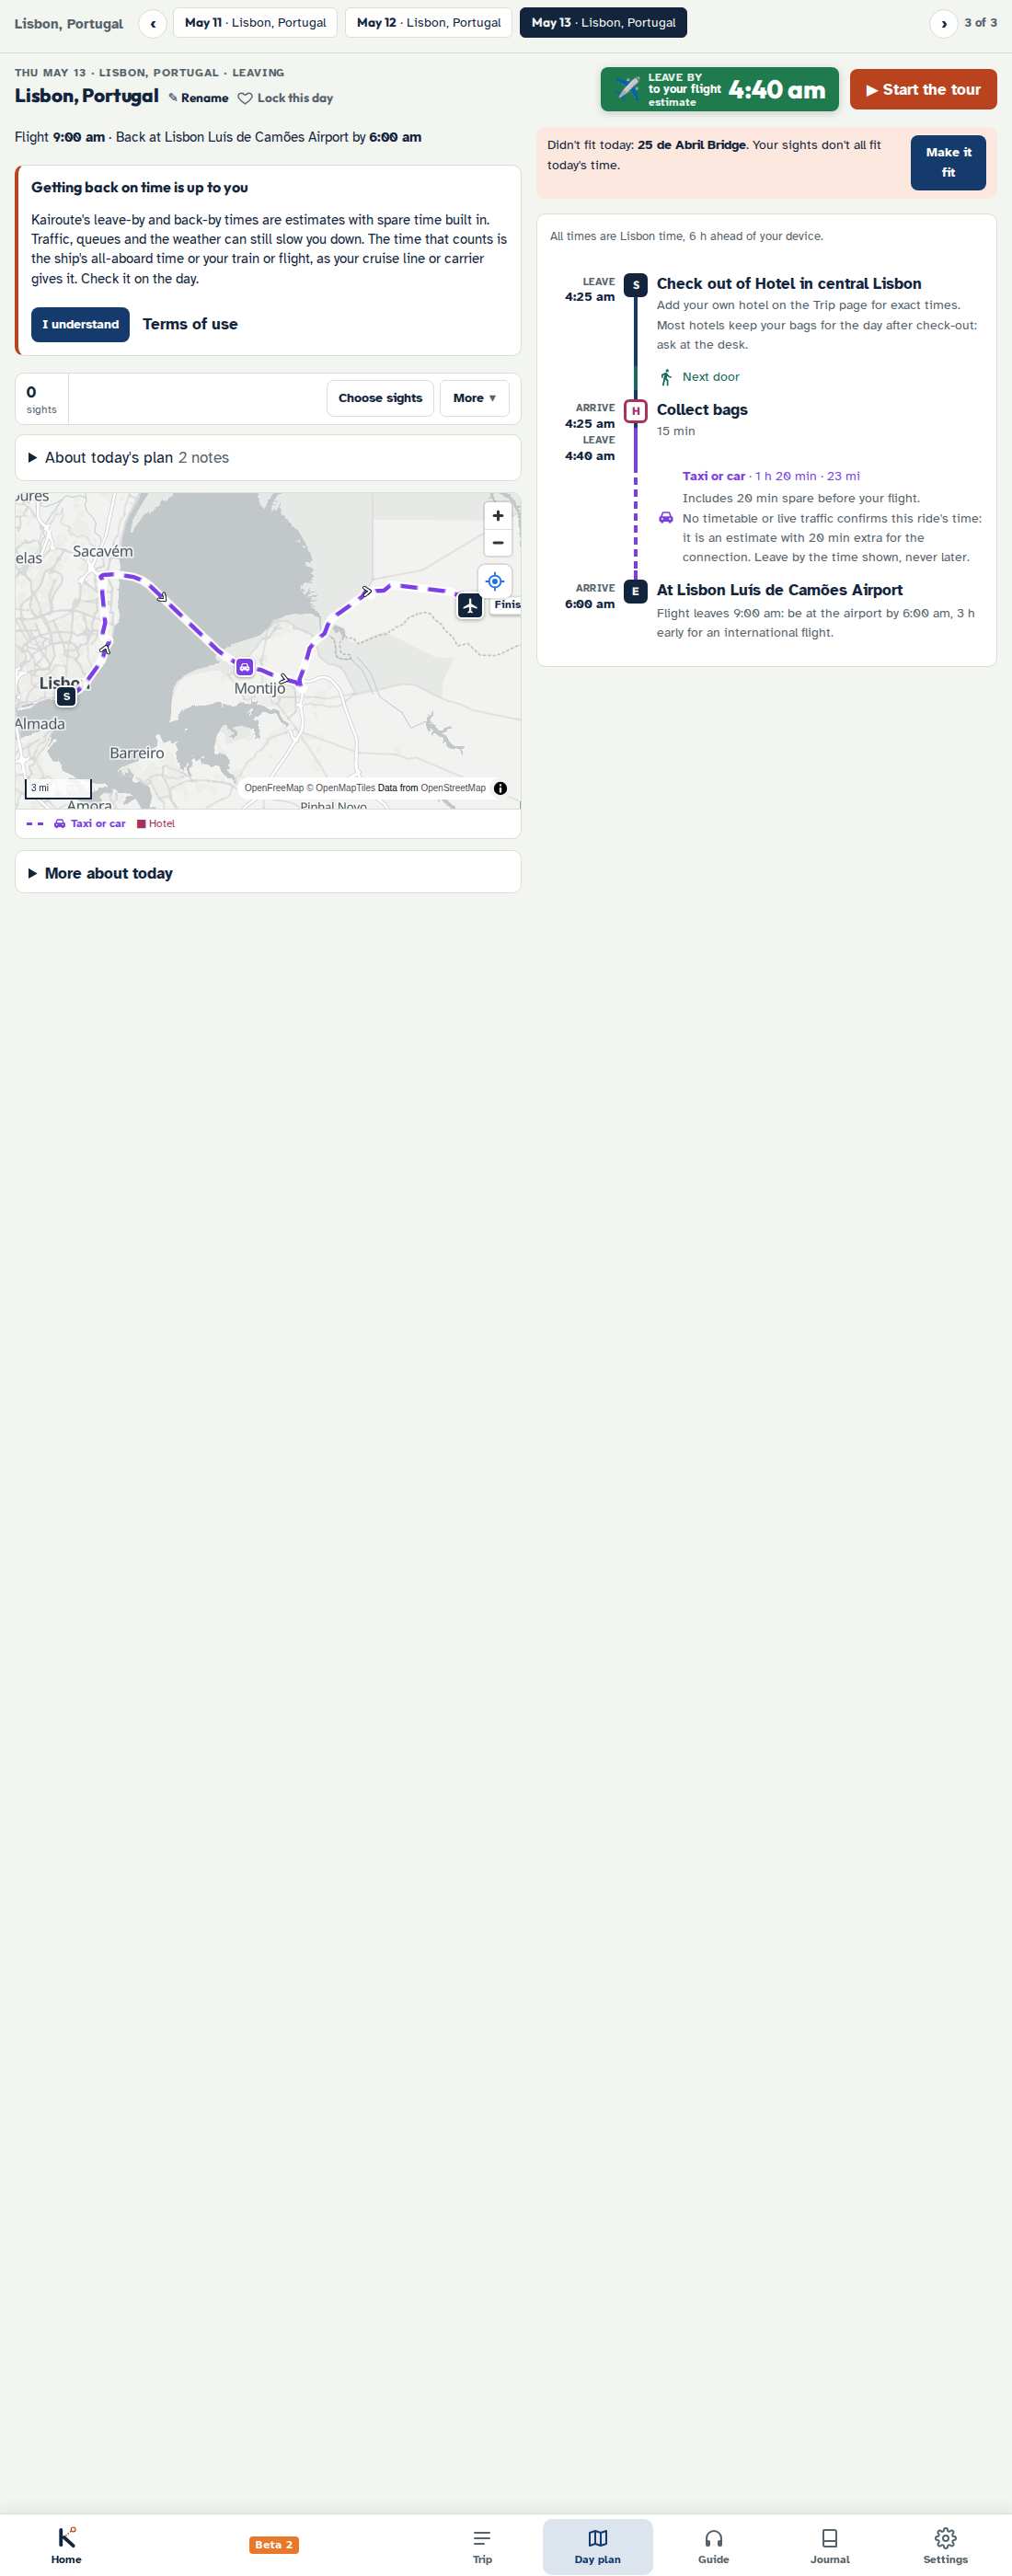 Lisbon, Portugal
‹
May 11 · Lisbon, Portugal
May 12 · Lisbon, Portugal
May 13 · Lisbon, Portugal
›
3 of 3
THU MAY 13 · LISBON, PORTUGAL · LEAVING
Lisbon, Portugal
✎ Rename
Lock this day
LEAVE BY
to your flight
estimate
4:40 am
▶ Start the tour
Flight 9:00 am · Back at Lisbon Luís de Camões Airport by 6:00 am
Getting back on time is up to you
Kairoute's leave-by and back-by times are estimates with spare time built in.
Traffic, queues and the weather can still slow you down. The time that counts is
the ship's all-aboard time or your train or flight, as your cruise line or carrier
gives it. Check it on the day.
I understand
Terms of use
0
sights
Choose sights
More ▼
▶ About today's plan 2 notes
Sacavém
elas
Montijo
Almada
Barreiro
Amora
Pinhal Novo
S
Finis
+
−
3 mi
OpenFreeMap © OpenMapTiles Data from OpenStreetMap
Taxi or car
Hotel
▶ More about today
Didn't fit today: 25 de Abril Bridge. Your sights don't all fit
today's time.
Make it
fit
All times are Lisbon time, 6 h ahead of your device.
LEAVE
4:25 am
S
Check out of Hotel in central Lisbon
Add your own hotel on the Trip page for exact times.
Most hotels keep your bags for the day after check-out:
ask at the desk.
Next door
ARRIVE
4:25 am
LEAVE
4:40 am
H
Collect bags
15 min
Taxi or car · 1 h 20 min · 23 mi
Includes 20 min spare before your flight.
No timetable or live traffic confirms this ride's time:
it is an estimate with 20 min extra for the
connection. Leave by the time shown, never later.
ARRIVE
6:00 am
E
At Lisbon Luís de Camões Airport
Flight leaves 9:00 am: be at the airport by 6:00 am, 3 h
early for an international flight.
Home
Beta 2
Trip
Day plan
Guide
Journal
Settings